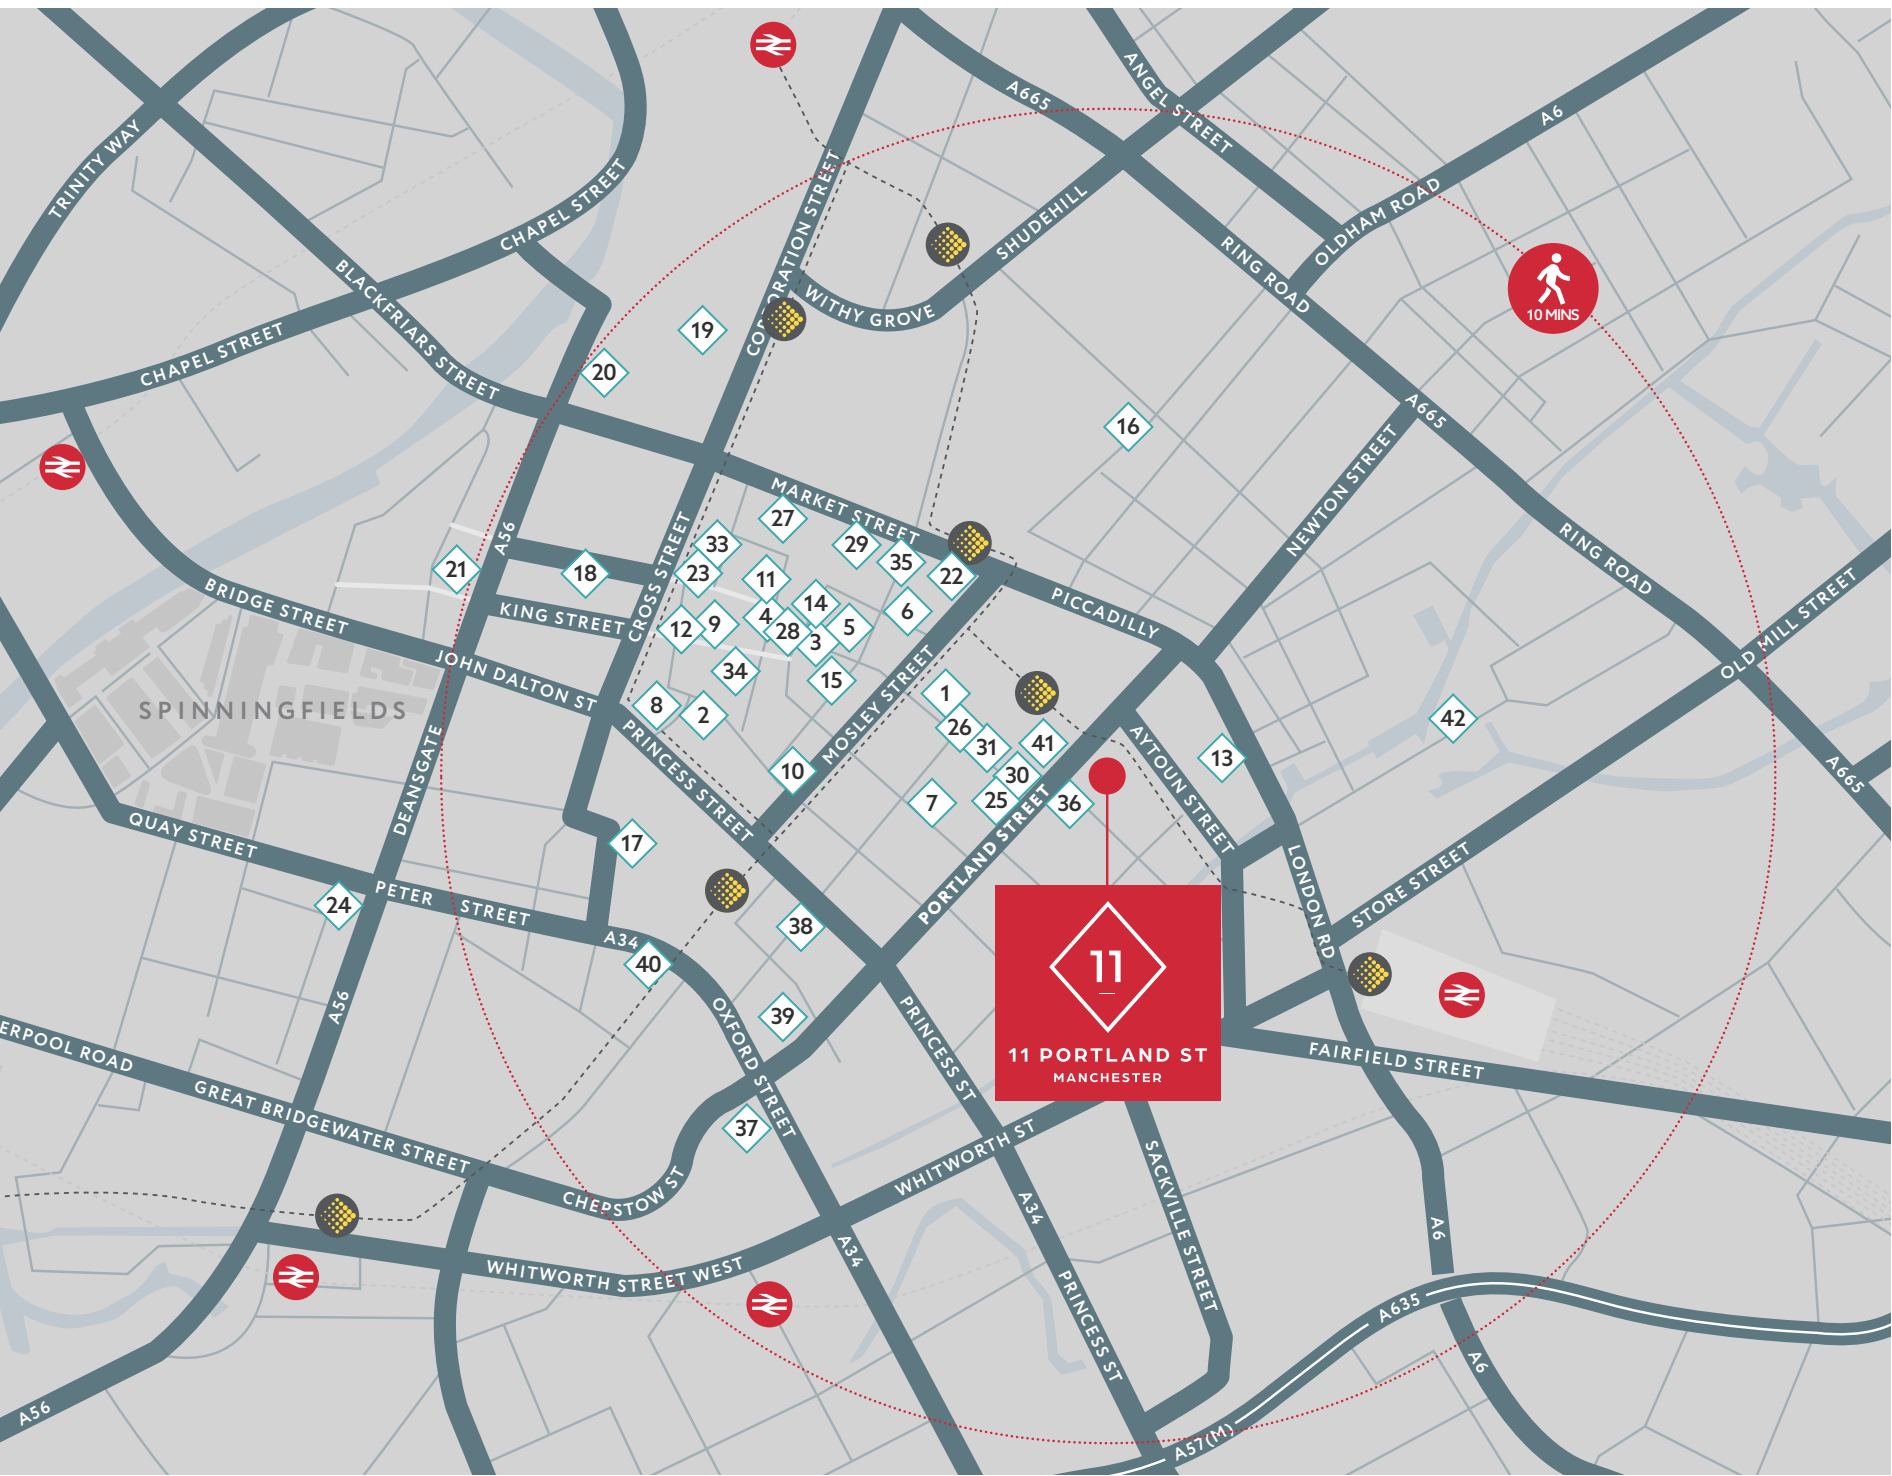 A665
ANGEL STREET
A6
TRINITY WAY
CHAPEL STREET
CORPORATION STREET
SHUDEHILL
OLDHAM ROAD
RING ROAD
10 MINS
BLACKFRIARS STREET
WITHY GROVE
19
CHAPEL STREET
20
16
A665
NEWTON STREET
MARKET STREET
27
A56
33
29
35
22
CROSS STREET
RING ROAD
21
18
23
11
OLD MILL STREET
BRIDGE STREET
KING STREET
12
9
4
14
28
3
5
6
PICCADILLY
JOHN DALTON ST
34
15
MOSLEY STREET
1
SPINNINGFIELDS
8
2
26
31
41
13
42
PRINCESS STREET
10
30
AYTOUN STREET
A665
DEANSGATE
7
25
36
QUAY STREET
17
PORTLAND STREET
LONDON RD
STORE STREET
24
PETER STREET
A34
38
40
11
A56
39
OXFORD STREET
PRINCESS ST
11 PORTLAND ST
MANCHESTER
FAIRFIELD STREET
ERPOOL ROAD
GREAT BRIDGEWATER STREET
37
WHITWORTH ST
CHEPSTOW ST
SACKVILLE STREET
A34
A34
A6
WHITWORTH STREET WEST
PRINCESS ST
A635
A6
A56
A57(M)